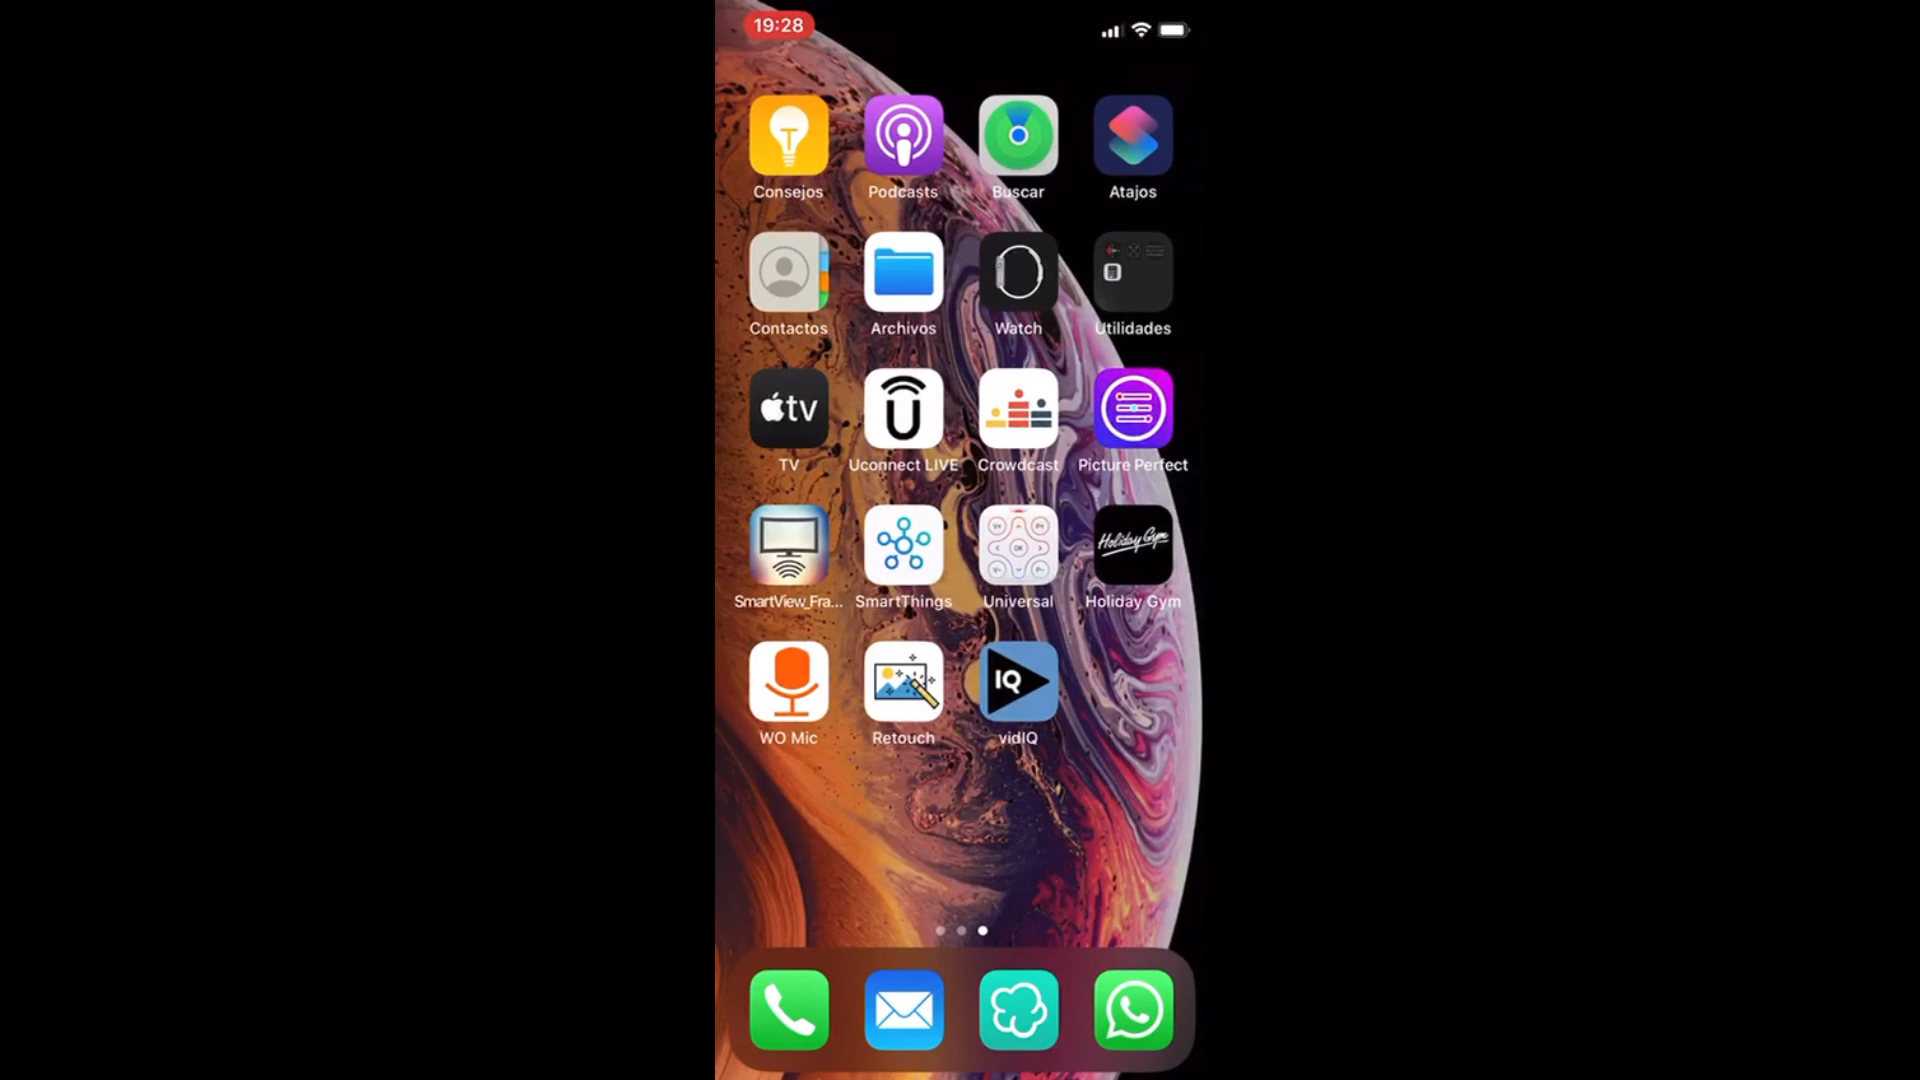 19:28
Consejos Podcasts Buscar Atajos
Contactos Archivos Watch Utilidades
tv
TV Uconnect LIVE Crowdcast Picture Perfect
V+ P+
OK
V- P-
Holiday Gym
SmartView_Fra... SmartThings Universal Holiday Gym
IQ
WO Mic Retouch vidIQ